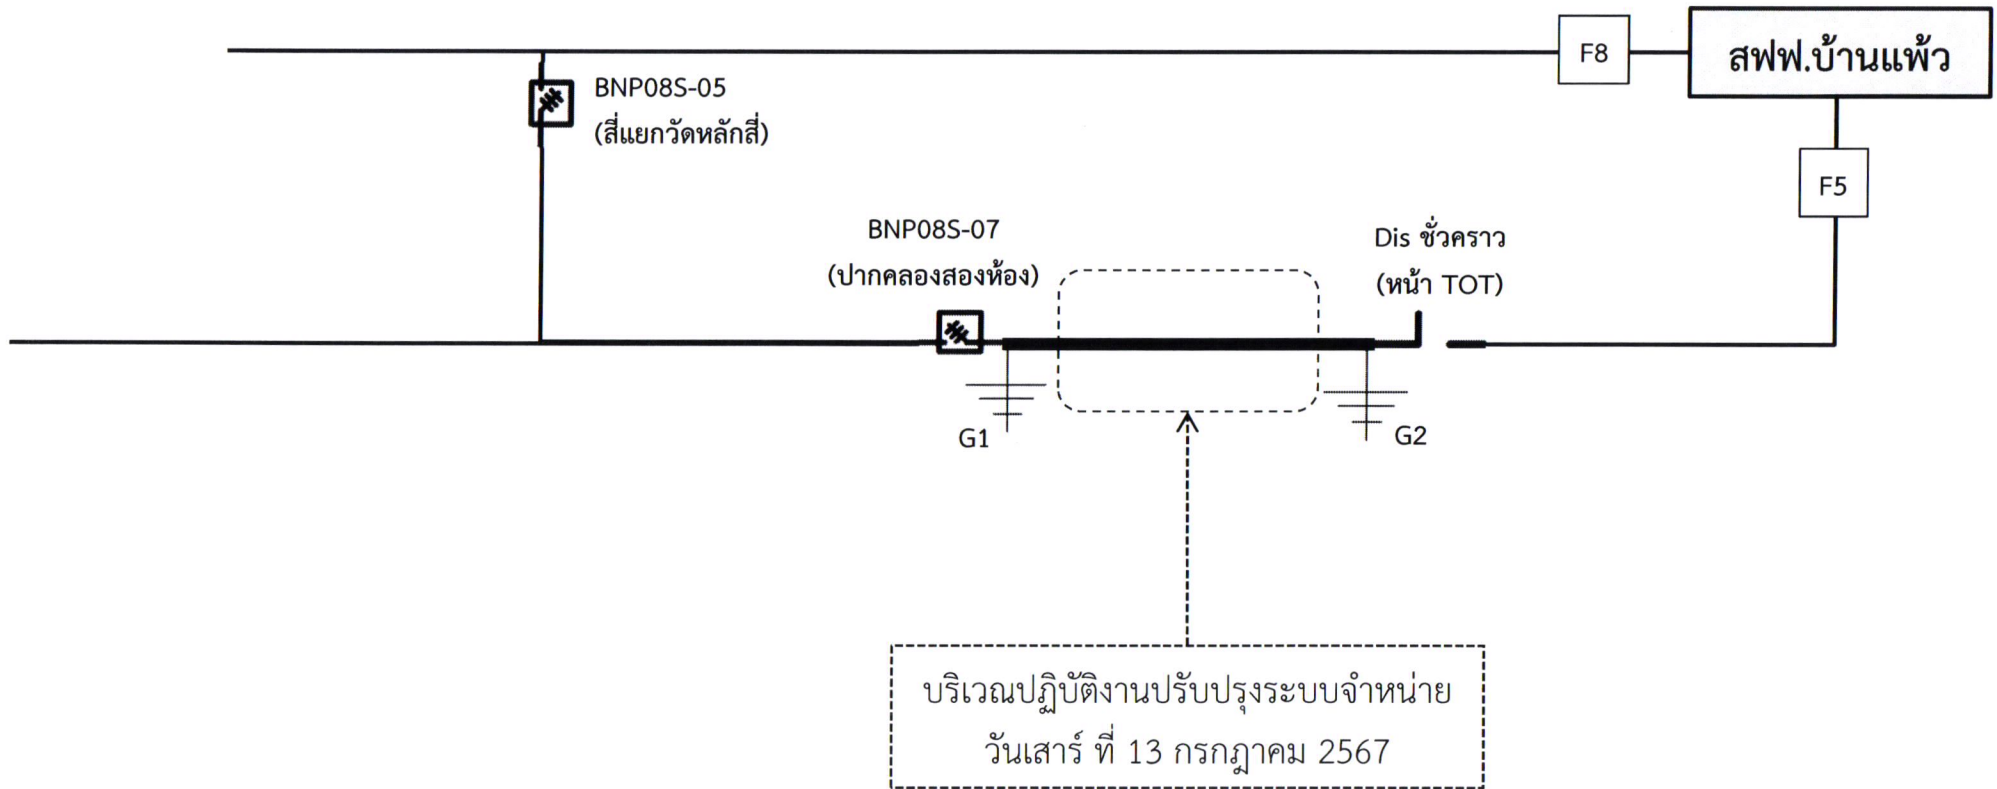 F8
สฟฟ.บ้านแพ้ว
BNP08S-05
(สี่แยกวัดหลักสี่)
F5
BNP08S-07
(ปากคลองสองห้อง)
Dis ชั่วคราว
(หน้า TOT)
G1
G2
บริเวณปฏิบัติงานปรับปรุงระบบจำหน่าย
วันเสาร์ ที่ 13 กรกฎาคม 2567